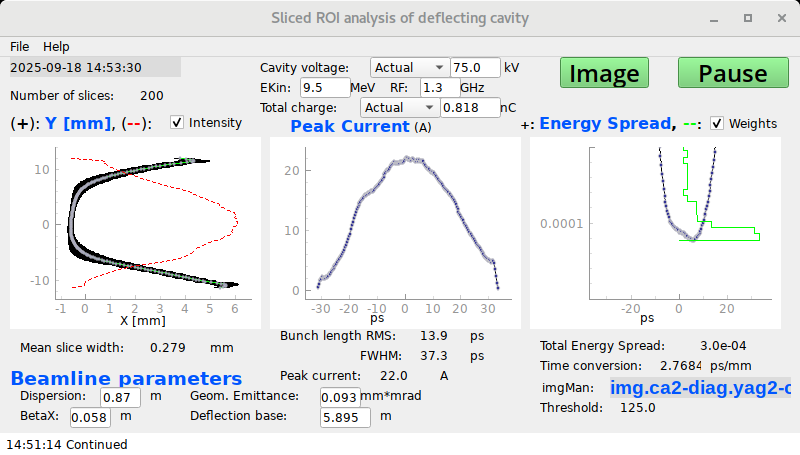 Sliced ROI analysis of deflecting cavity
File Help
2025-09-18 14:53:30
Cavity voltage: Actual 75.0 kV
Image Pause
EKin: 9.5 MeV RF: 1.3 GHz
Number of slices: 200
Total charge: Actual 0.818 nC
(+): Y [mm], (--): Intensity
Peak Current (A)
+: Energy Spread, --: Weights
10
0
-10
-1 0 1 2 3 4 5 6
X [mm]
20
10
0
-30 -20 -10 0 10 20 30
ps
0.0001
-20 0 20
ps
Mean slice width: 0.279 mm
Bunch length RMS: 13.9 ps
FWHM: 37.3 ps
Peak current: 22.0 A
Total Energy Spread: 3.0e-04
Time conversion: 2.7684 ps/mm
imgMan: img.ca2-diag.yag2-
Threshold: 125.0
Beamline parameters
Dispersion: 0.87 m
Geom. Emittance: 0.093 mm*mrad
BetaX: 0.058 m
Deflection base: 5.895 m
14:51:14 Continued